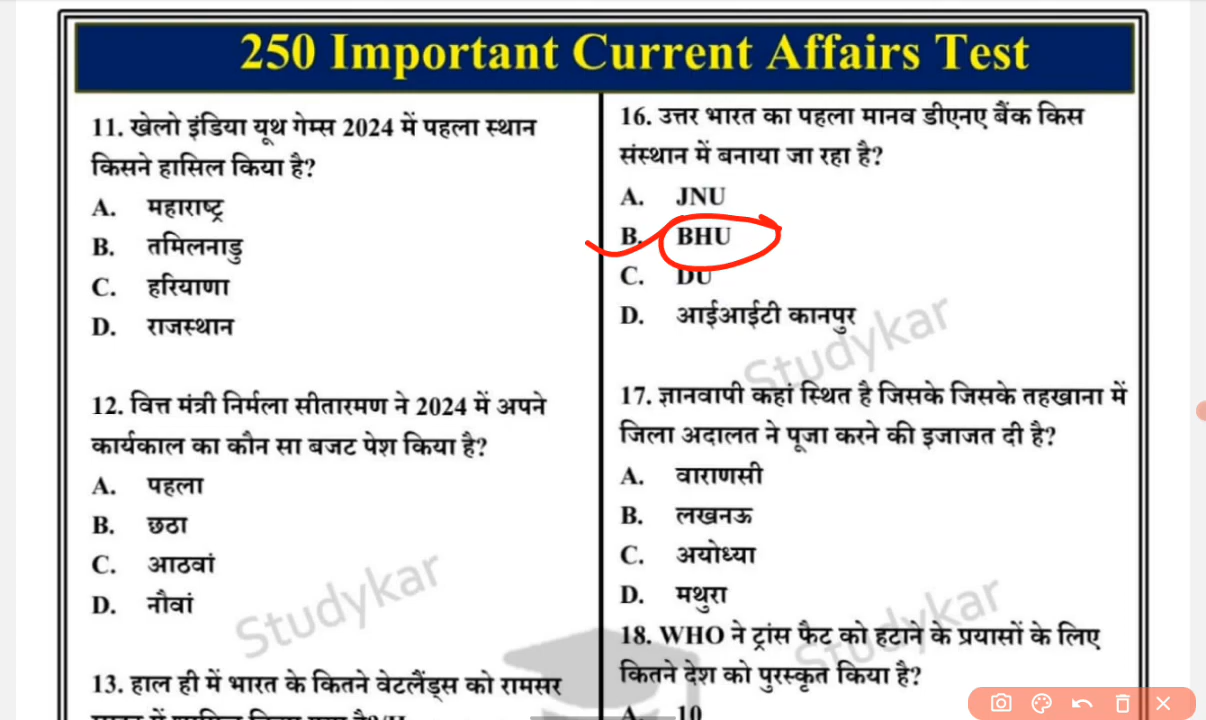 250 Important Current Affairs Test
11. खेलो इंडिया यूथ गेम्स 2024 में पहला स्थान
किसने हासिल किया है?
A. महाराष्ट्र
B. तमिलनाडु
C. हरियाणा
D. राजस्थान
12. वित्त मंत्री निर्मला सीतारमण ने 2024 में अपने
कार्यकाल का कौन सा बजट पेश किया है?
A. पहला
B. छठा
C. आठवां
D. नौवां
Studykar
13. हाल ही में भारत के कितने वेटलैंड्स को रामसर
16. उत्तर भारत का पहला मानव डीएनए बैंक किस
संस्थान में बनाया जा रहा है?
A. JNU
B. BHU
C. DU
D. आईआईटी कानपुर
Studykar
17. ज्ञानवापी कहां स्थित है जिसके जिसके तहखाना में
जिला अदालत ने पूजा करने की इजाजत दी है?
A. वाराणसी
B. लखनऊ
C. अयोध्या
D. मथुरा
Studykar
18. WHO ने ट्रांस फैट को हटाने के प्रयासों के लिए
कितने देश को पुरस्कृत किया है?
A. 10